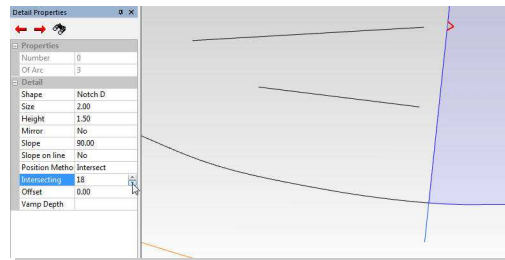 Detail Properties
Properties
Number 0
Of Arc 3
Detail
Shape Notch D
Size 2.00
Height 1.50
Mirror No
Slope 90.00
Slope on line No
Position Metho Intersect
Intersecting 18
Offset 0.00
Vamp Depth